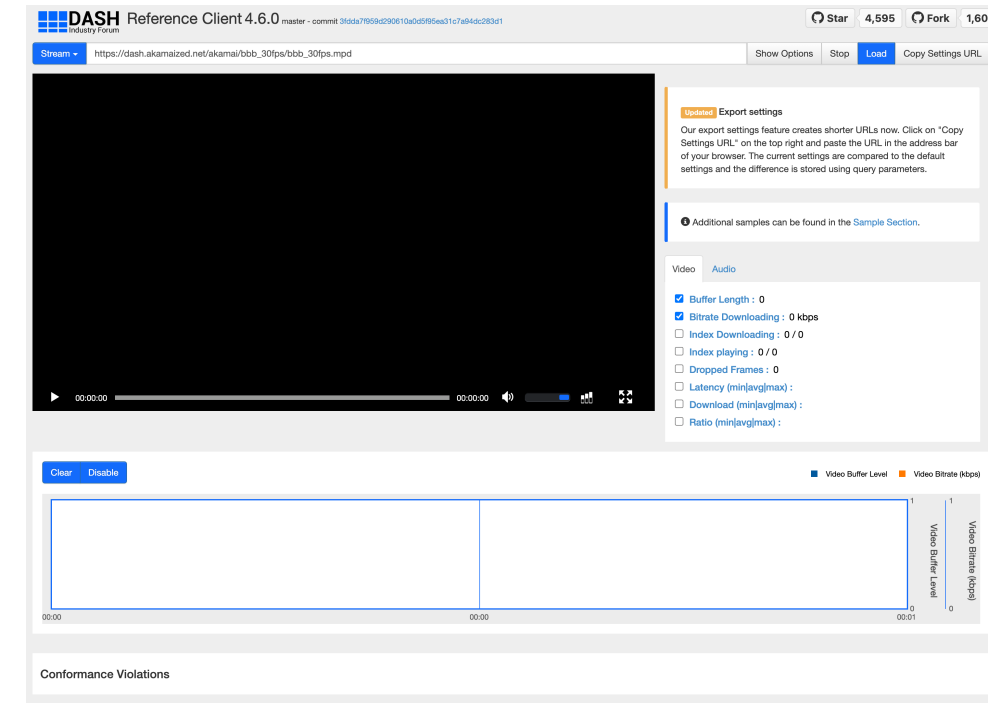 DASH Reference Client 4.6.0 master - commit 3fdda7f959d290610a0d5f95ea31c7a94dc283d1
Industry Forum
Star 4,595 Fork 1,60
Stream https://dash.akamaized.net/akamai/bbb_30fps/bbb_30fps.mpd Show Options Stop Load Copy Settings URL
Updated Export settings
Our export settings feature creates shorter URLs now. Click on "Copy
Settings URL" on the top right and paste the URL in the address bar
of your browser. The current settings are compared to the default
settings and the difference is stored using query parameters.
Additional samples can be found in the Sample Section.
Video Audio
Buffer Length : 0
Bitrate Downloading : 0 kbps
Index Downloading : 0 / 0
Index playing : 0 / 0
Dropped Frames : 0
Latency (min|avg|max) :
Download (min|avg|max) :
Ratio (min|avg|max) :
00:00:00 00:00:00
Clear Disable
Video Buffer Level Video Bitrate (kbps)
1 1
Video Buffer Level
Video Bitrate (kbps)
0 0
00:00 00:00 00:01
Conformance Violations